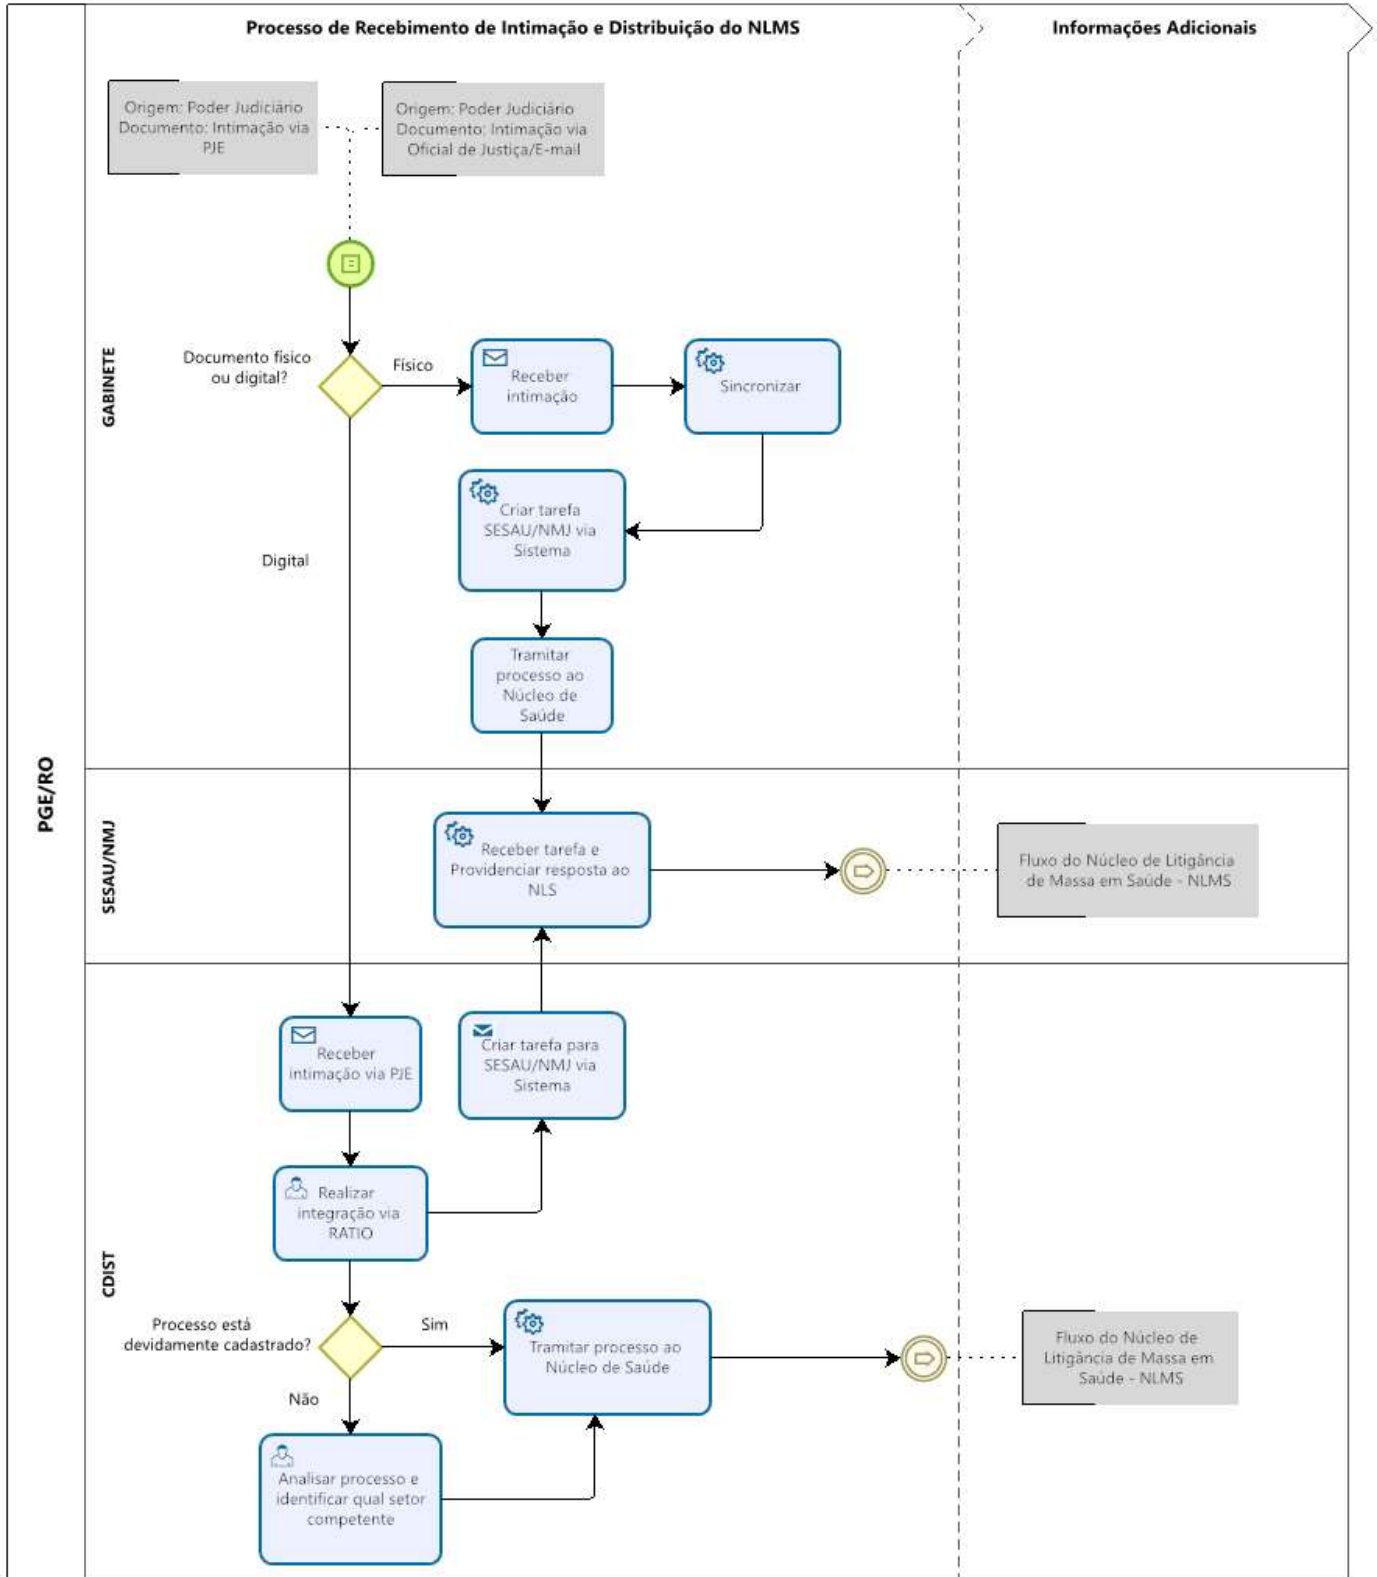 Processo de Recebimento de Intimação e Distribuição do NLMS
Informações Adicionais
Origem: Poder Judiciário
Documento: Intimação via
PJE
Origem: Poder Judiciário
Documento: Intimação via
Oficial de Justiça/E-mail
PGE/RO
GABINETE
Documento físico
ou digital?
Físico
Receber
intimação
Sincronizar
Criar tarefa
SESAU/NMJ via
Sistema
Digital
Tramitar
processo ao
Núcleo de
Saúde
SESAU/NMJ
Receber tarefa e
Providenciar resposta ao
NLS
Fluxo do Núcleo de Litigância
de Massa em Saúde - NLMS
CDIST
Receber
intimação via PJE
Criar tarefa para
SESAU/NMJ via
Sistema
Realizar
integração via
RATIO
Processo está
devidamente cadastrado?
Sim
Tramitar processo ao
Núcleo de Saúde
Fluxo do Núcleo de
Litigância de Massa em
Saúde - NLMS
Não
Analisar processo e
identificar qual setor
competente